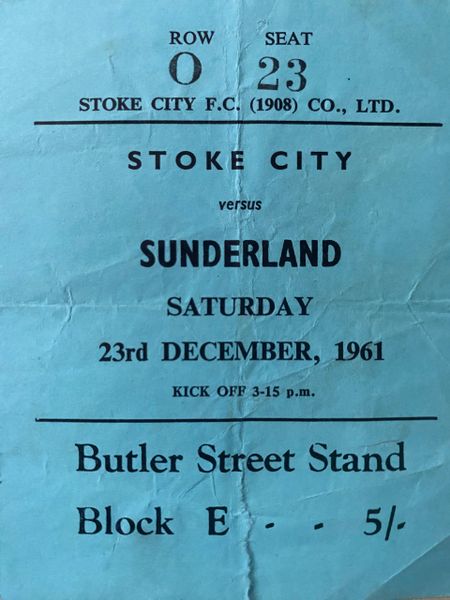 ROW SEAT
O 23
STOKE CITY F.C. (1908) CO., LTD.
STOKE CITY
versus
SUNDERLAND
SATURDAY
23rd DECEMBER, 1961
KICK OFF 3-15 p.m.
Butler Street Stand
Block E - - 5/-